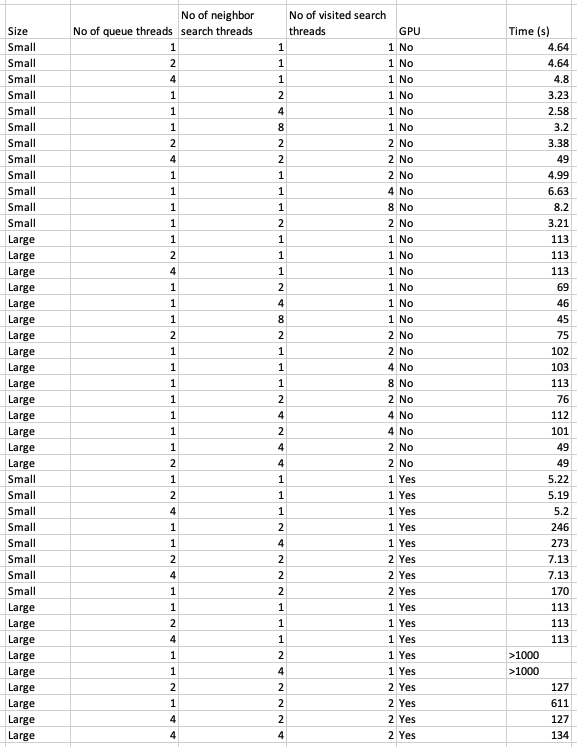 Size No of queue threads No of neighbor search threads No of visited search threads GPU Time (s)
Small 1 1 1 No 4.64
Small 2 1 1 No 4.64
Small 4 1 1 No 4.8
Small 1 2 1 No 3.23
Small 1 4 1 No 2.58
Small 1 8 1 No 3.2
Small 2 2 2 No 3.38
Small 4 2 2 No 49
Small 1 1 2 No 4.99
Small 1 1 4 No 6.63
Small 1 1 8 No 8.2
Small 1 2 2 No 3.21
Large 1 1 1 No 113
Large 2 1 1 No 113
Large 4 1 1 No 113
Large 1 2 1 No 69
Large 1 4 1 No 46
Large 1 8 1 No 45
Large 2 2 2 No 75
Large 1 1 2 No 102
Large 1 1 4 No 103
Large 1 1 8 No 113
Large 1 2 2 No 76
Large 1 4 4 No 112
Large 1 2 4 No 101
Large 1 4 2 No 49
Large 2 4 2 No 49
Small 1 1 1 Yes 5.22
Small 2 1 1 Yes 5.19
Small 4 1 1 Yes 5.2
Small 1 2 1 Yes 246
Small 1 4 1 Yes 273
Small 2 2 2 Yes 7.13
Small 4 2 2 Yes 7.13
Small 1 2 2 Yes 170
Large 1 1 1 Yes 113
Large 2 1 1 Yes 113
Large 4 1 1 Yes 113
Large 1 2 1 Yes >1000
Large 1 4 1 Yes >1000
Large 2 2 2 Yes 127
Large 1 2 2 Yes 611
Large 4 2 2 Yes 127
Large 4 4 2 Yes 134